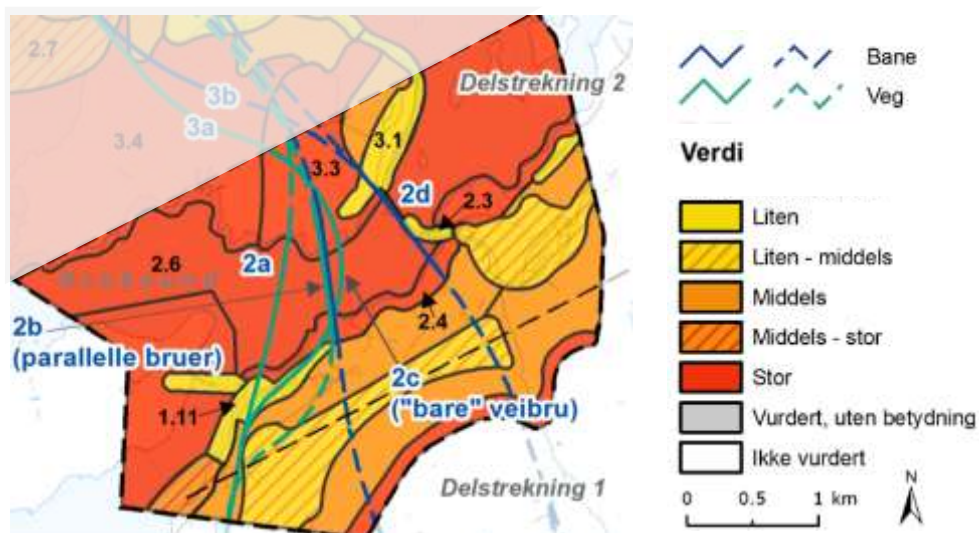 2.7
Delstrekning 2
3b
3a
3.4
3.1
3.3
2d
2.3
2a
2.6
2.4
2b
(parallelle bruer)
2c
("bare" veibru)
1.11
Delstrekning 1
Bane
Veg
Verdi
Liten
Liten - middels
Middels
Middels - stor
Stor
Vurdert, uten betydning
Ikke vurdert
0 0.5 1 km
N